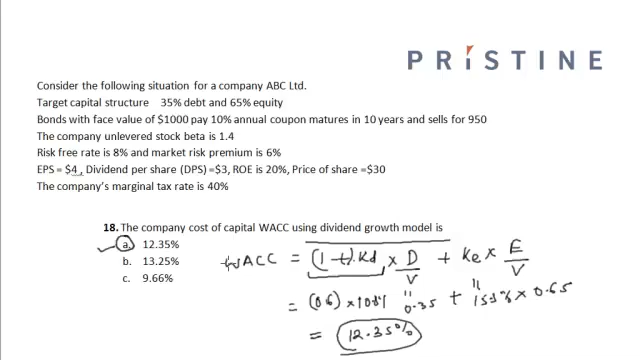 PRISTINE
Consider the following situation for a company ABC Ltd.
Target capital structure 35% debt and 65% equity
Bonds with face value of $1000 pay 10% annual coupon matures in 10 years and sells for 950
The company unlevered stock beta is 1.4
Risk free rate is 8% and market risk premium is 6%
EPS = $4 , Dividend per share (DPS) =$3, ROE is 20%, Price of share =$30
The company's marginal tax rate is 40%
18. The company cost of capital WACC using dividend growth model is
a. 12.35%
b. 13.25%
c. 9.66%
WACC = (1-t).Kd x D/V + Ke x E/V
= (0.6) x 0.35 + x 0.65
= 12.35%